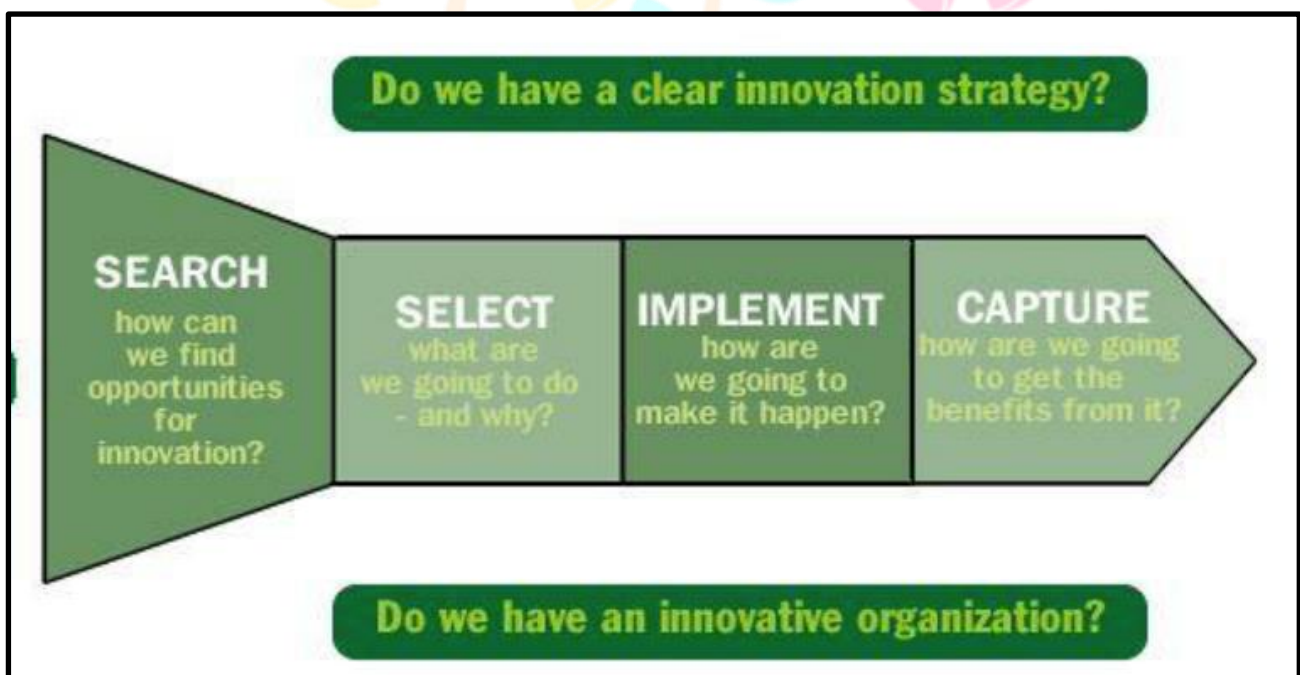 Do we have a clear innovation strategy?
SEARCH
how can
we find
opportunities
for
innovation?
SELECT
what are
we going to do
- and why?
IMPLEMENT
how are
we going to
make it happen?
CAPTURE
how are we going
to get the
benefits from it?
Do we have an innovative organization?